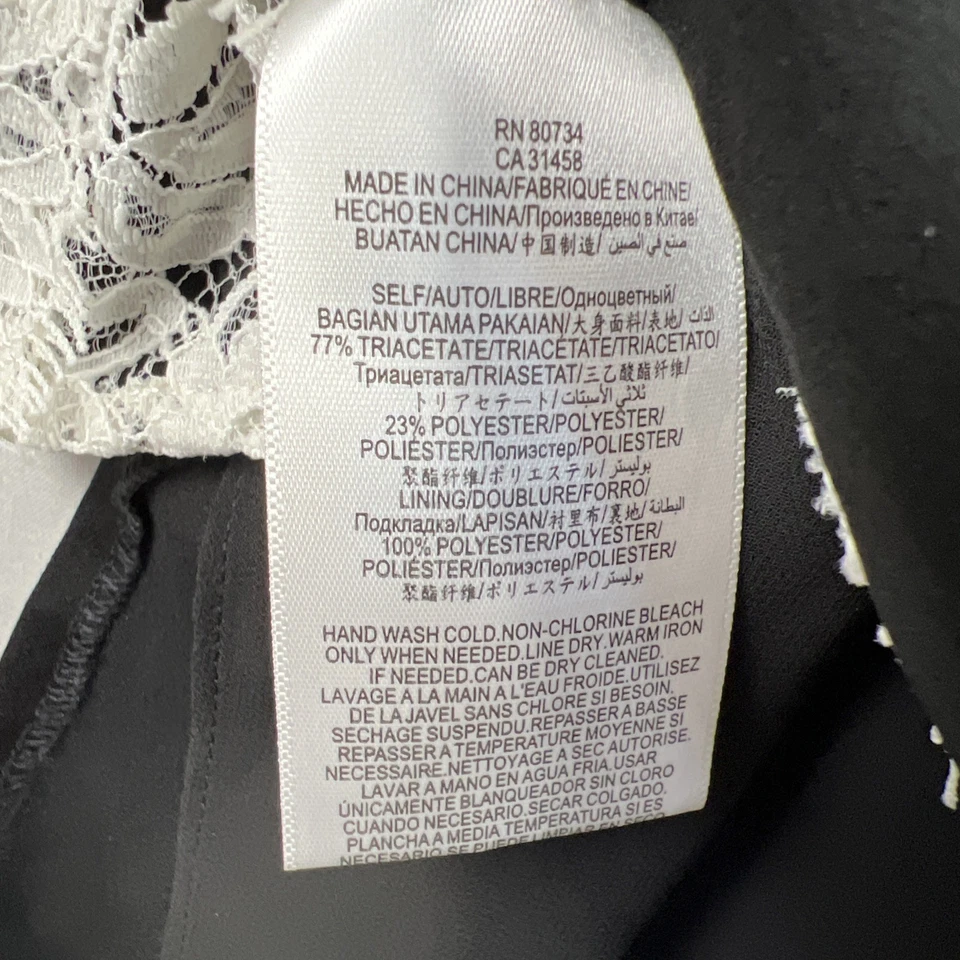 RN 80734
CA 31458
MADE IN CHINA/FABRIQUÉ EN CHINE/
HECHO EN CHINA/Произведено в Китае/
BUATAN CHINA/中国制造/صنع في الصين
SELF/AUTO/LIBRE/Одноцветный/
BAGIAN UTAMA PAKAIAN/大身面料/表地/الذات
77% TRIACETATE/TRIACÉTATE/TRIACETATO/
Триацетата/TRIASETAT/三乙酸酯纤维/
トリアセテート/ثلاثي الأسيتات
23% POLYESTER/POLYESTER/
POLIÉSTER/Полиэстер/POLIESTER/
聚酯纤维/ポリエステル/بوليستر
LINING/DOUBLURE/FORRO/
Подкладка/LAPISAN/衬里布/裏地/البطانة
100% POLYESTER/POLYESTER/
POLIÉSTER/Полиэстер/POLIESTER/
聚酯纤维/ポリエステル/بوليستر
HAND WASH COLD.NON-CHLORINE BLEACH
ONLY WHEN NEEDED.LINE DRY.WARM IRON
IF NEEDED.CAN BE DRY CLEANED.
LAVAGE A LA MAIN A L'EAU FROIDE.UTILISEZ
DE LA JAVEL SANS CHLORE SI BESOIN.
SECHAGE SUSPENDU.REPASSER A BASSE
REPASSER A TEMPERATURE MOYENNE SI
NECESSAIRE.NETTOYAGE A SEC AUTORISE.
LAVAR A MANO EN AGUA FRIA.USAR
ÚNICAMENTE BLANQUEADOR SIN CLORO
CUANDO NECESARIO.SECAR COLGADO.
PLANCHA A MEDIA TEMPERATURA SI ES
NECESARIO.SE PUEDE LIMPIAR EN SECO